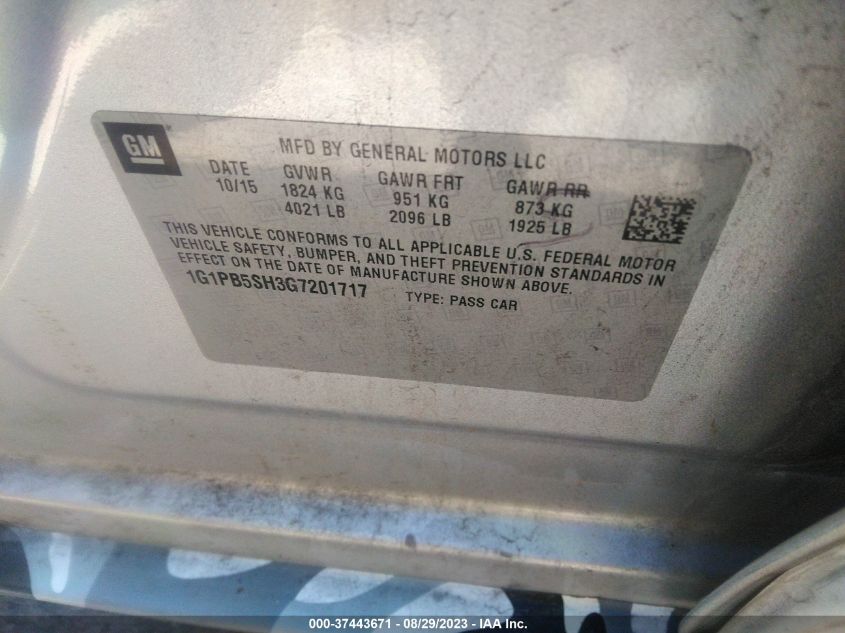 GM
MFD BY GENERAL MOTORS LLC
DATE GVWR GAWR FRT GAWR RR
10/15 1824 KG 951 KG 873 KG
4021 LB 2096 LB 1925 LB
THIS VEHICLE CONFORMS TO ALL APPLICABLE U.S. FEDERAL MOTOR
VEHICLE SAFETY, BUMPER, AND THEFT PREVENTION STANDARDS IN
EFFECT ON THE DATE OF MANUFACTURE SHOWN ABOVE.
1G1PB5SH3G7201717 TYPE: PASS CAR
000-37443671 / 08/29/2023 - IAA Inc.